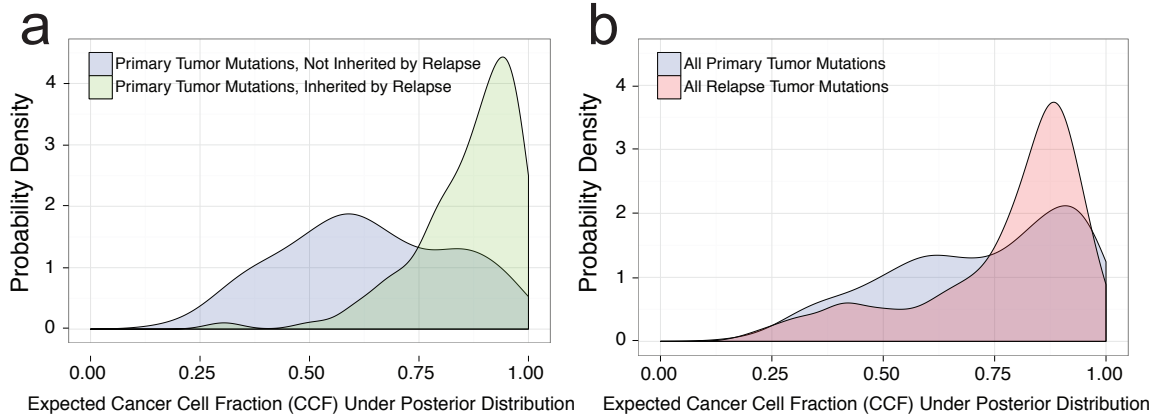 a
Primary Tumor Mutations, Not Inherited by Relapse
Primary Tumor Mutations, Inherited by Relapse
Probability Density
4
3
2
1
0
0.00 0.25 0.50 0.75 1.00
Expected Cancer Cell Fraction (CCF) Under Posterior Distribution
b
All Primary Tumor Mutations
All Relapse Tumor Mutations
Probability Density
4
3
2
1
0
0.00 0.25 0.50 0.75 1.00
Expected Cancer Cell Fraction (CCF) Under Posterior Distribution